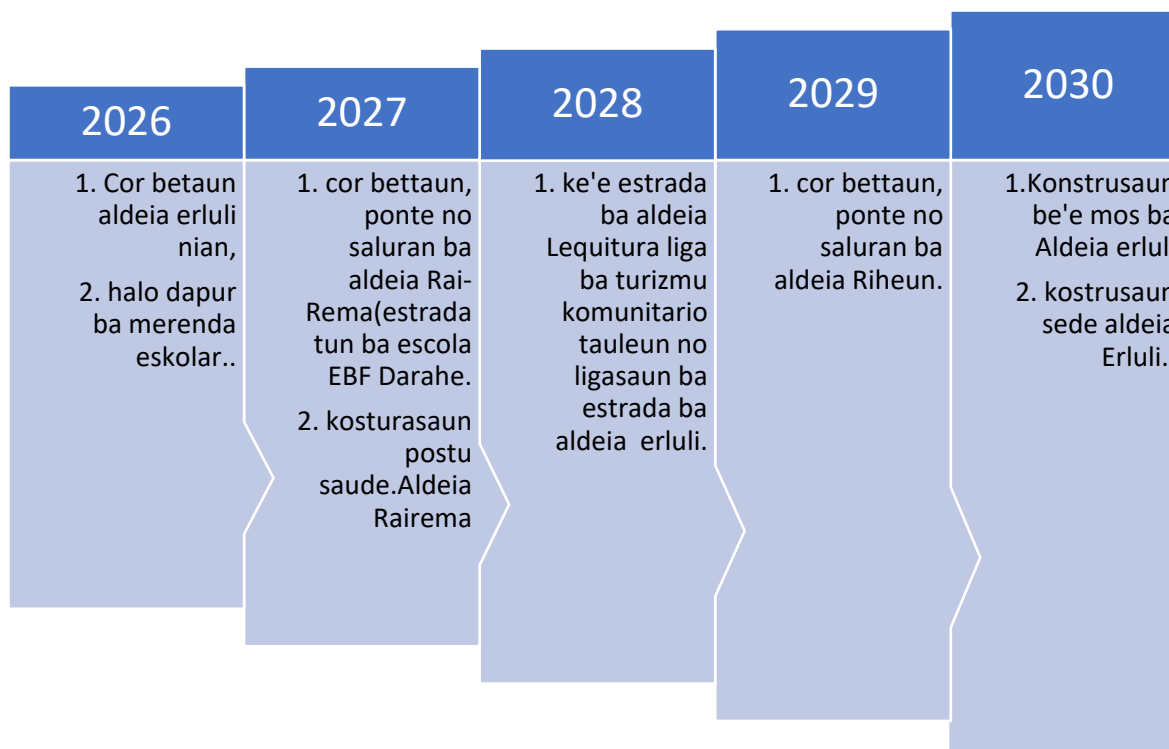 2026
1. Cor betaun
aldeia erluli
nian,
2. halo dapur
ba merenda
eskolar..
2027
1. cor bettaun,
ponte no
saluran ba
aldeia Rai-
Rema(estrada
tun ba escola
EBF Darahe.
2. kosturasaun
postu
saude.Aldeia
Rairema
2028
1. ke'e estrada
ba aldeia
Lequitura liga
ba turizmu
komunitario
tauleun no
ligasaun ba
estrada ba
aldeia erluli.
2029
1. cor bettaun,
ponte no
saluran ba
aldeia Riheun.
2030
1.Konstrusaun
be'e mos ba
Aldeia
2. kostrusaun
sede aldeia
Erluli.